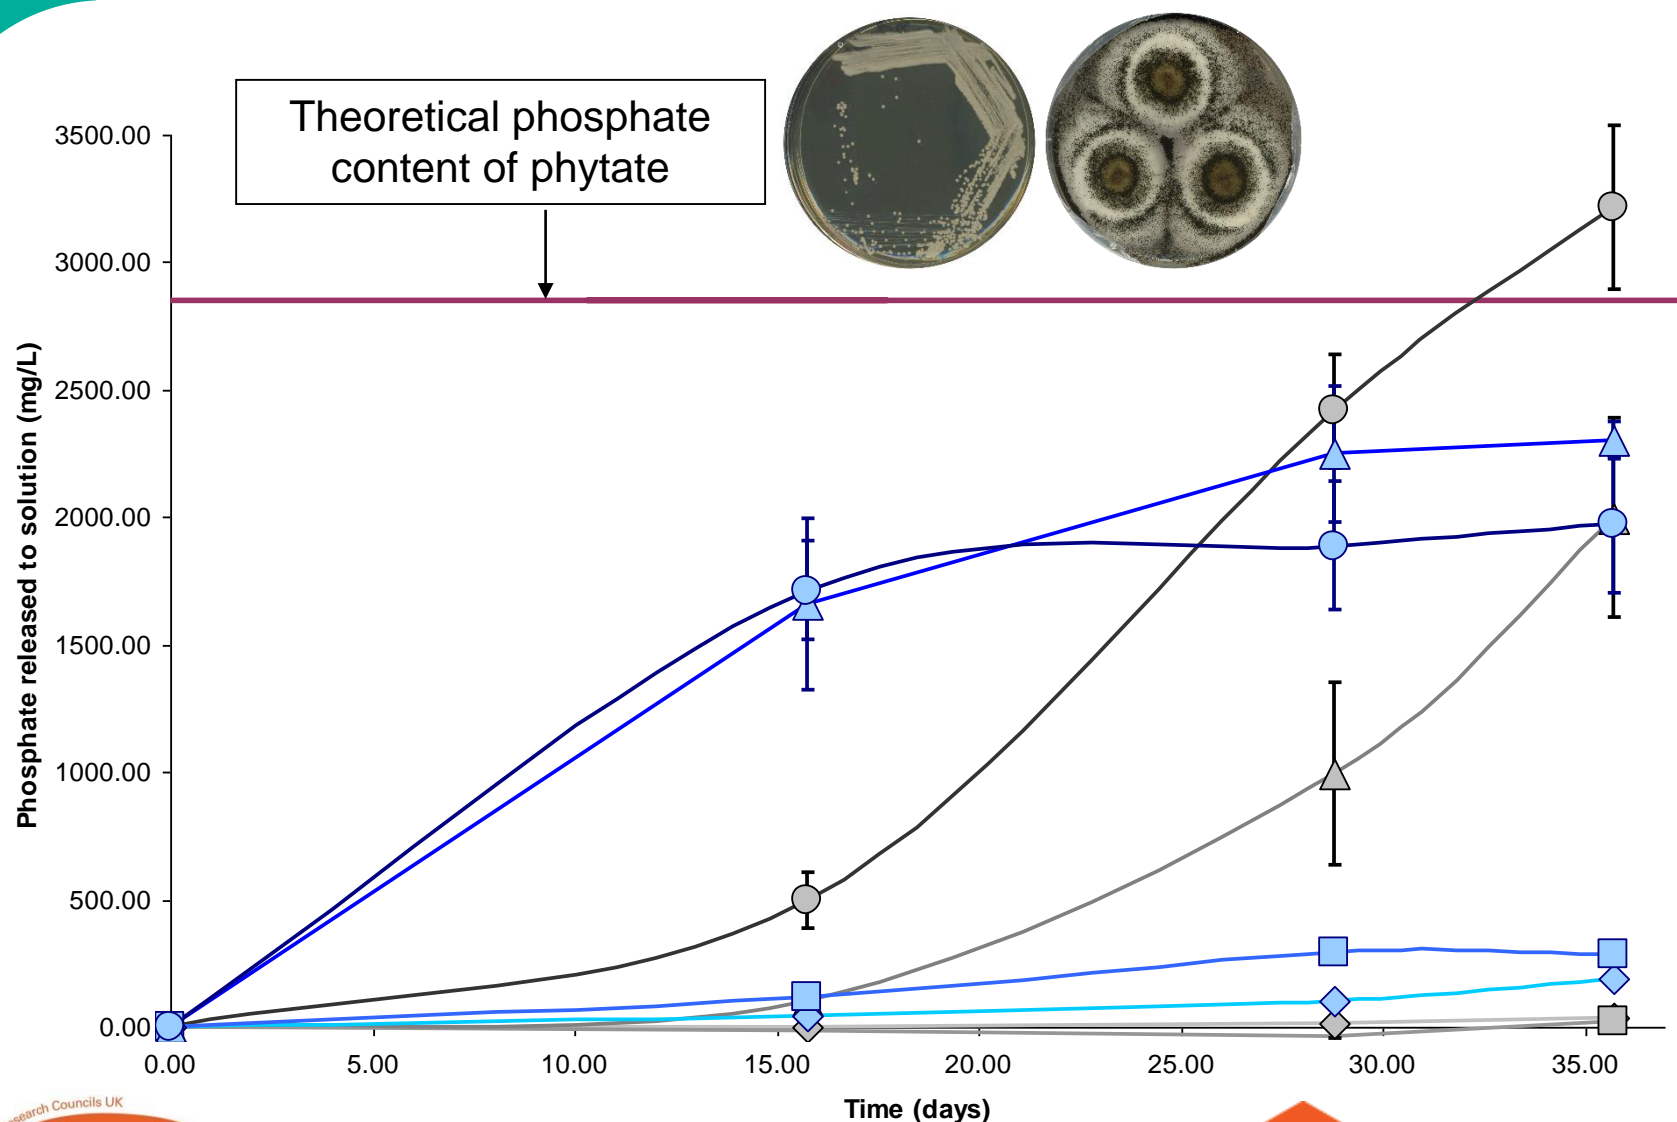 Theoretical phosphate
content of phytate
3500.00
3000.00
2500.00
2000.00
1500.00
1000.00
500.00
0.00
Phosphate released to solution (mg/L)
0.00 5.00 10.00 15.00 20.00 25.00 30.00 35.00
Time (days)
search Councils UK